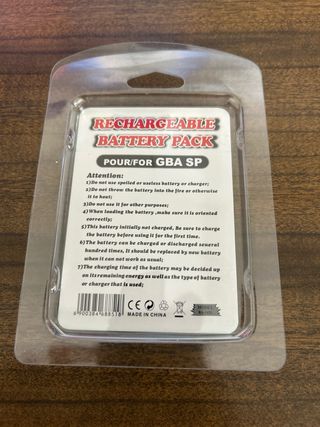 RECHARGEABLE
BATTERY PACK
POUR/FOR GBA SP
Attention:
1)Do not use spoiled or useless battery or charger;
2)Do not throw the battery into the fire or otherwise
it to heat;
3)Do not use it for other purposes;
4)When loading the battery ,make sure it is oriented
correctly;
5)This battery initially not charged, Be sure to charge
the battery before using it for the first time.
6)The battery can be charged or discharged several
hundred times, It should be replaced by new battery
when it can not work as usual;
7)The charging time of the battery may be decided up
on its remaining energy as well as the type of battery
or charger that is used;
CE
MADE IN CHINA